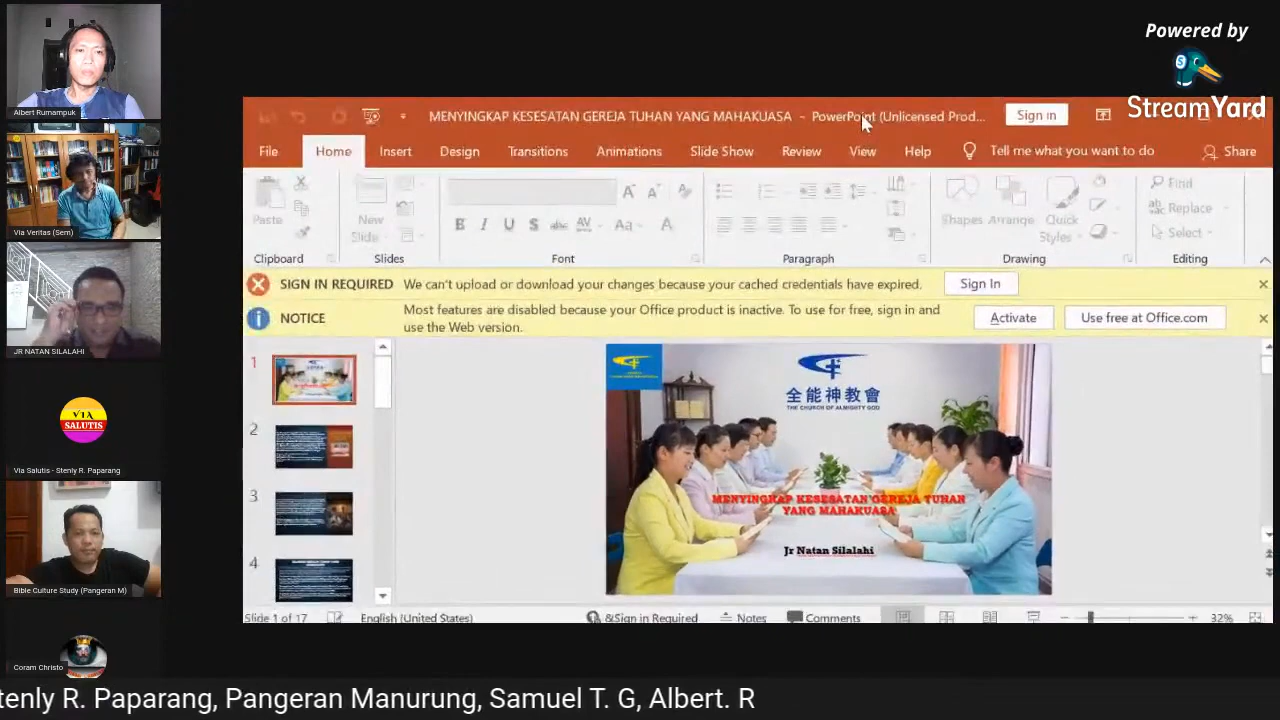 Powered by
StreamYard
Albert Rumampuk
Via Veritas (Sem)
JR NATAN SILALAHI
VIA
SALUTIS
Via Salutis - Stenly R. Paparang
Bible Culture Study (Pangeran M)
Coram Christo
MENYINGKAP KESESATAN GEREJA TUHAN YANG MAHAKUASA - PowerPoint (Unlicensed Prod...
Sign in
File Home Insert Design Transitions Animations Slide Show Review View Help Tell me what you want to do Share
Paste
New
Slide
B I U S abc AV Aa A
Shapes Arrange Quick
Styles
Find
Replace
Select
Clipboard Slides Font Paragraph Drawing Editing
SIGN IN REQUIRED We can't upload or download your changes because your cached credentials have expired. Sign In
NOTICE Most features are disabled because your Office product is inactive. To use for free, sign in and
use the Web version. Activate Use free at Office.com
1
2
3
4
全能神教會
THE CHURCH OF ALMIGHTY GOD
MENYINGKAP KESESATAN GEREJA TUHAN
YANG MAHAKUASA
Jr Natan Silalahi
Slide 1 of 17 English (United States) &Sign in Required Notes Comments 32%
tenly R. Paparang, Pangeran Manurung, Samuel T. G, Albert. R